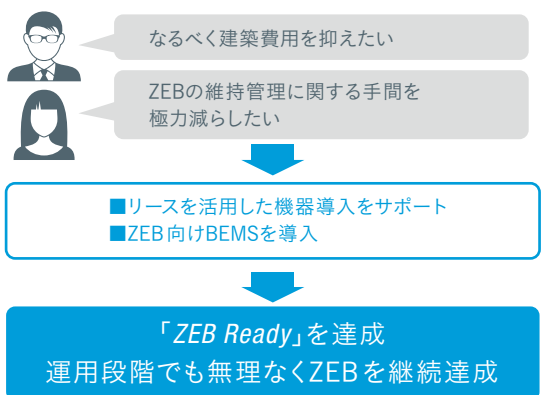 なるべく建築費用を抑えたい
ZEBの維持管理に関する手間を
極力減らしたい
■リースを活用した機器導入をサポート
■ZEB向けBEMSを導入
「ZEB Ready」を達成
運用段階でも無理なくZEBを継続達成